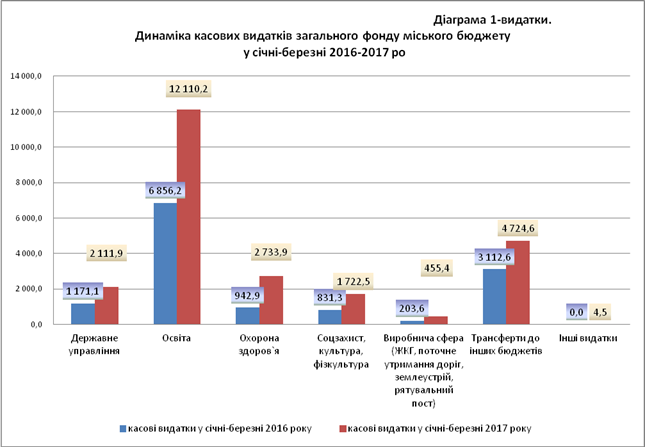 Діаграма 1-видатки.
Динаміка касових видатків загального фонду міського бюджету
у січні-березні 2016-2017 ро
14 000,0
12 000,0
10 000,0
8 000,0
6 000,0
4 000,0
2 000,0
0,0
1 171,1
2 111,9
6 856,2
12 110,2
942,9
2 733,9
831,3
1 722,5
203,6
455,4
3 112,6
4 724,6
0,0
4,5
Державне
управління
Освіта
Охорона
здоров`я
Соцзахист,
культура,
фізкультура
Виробнича сфера
(ЖКГ, поточне
утримання доріг,
землеустрій,
рятувальний
пост)
Трансферти до
інших бюджетів
Інші видатки
касові видатки у січні-березні 2016 року
касові видатки у січні-березні 2017 року